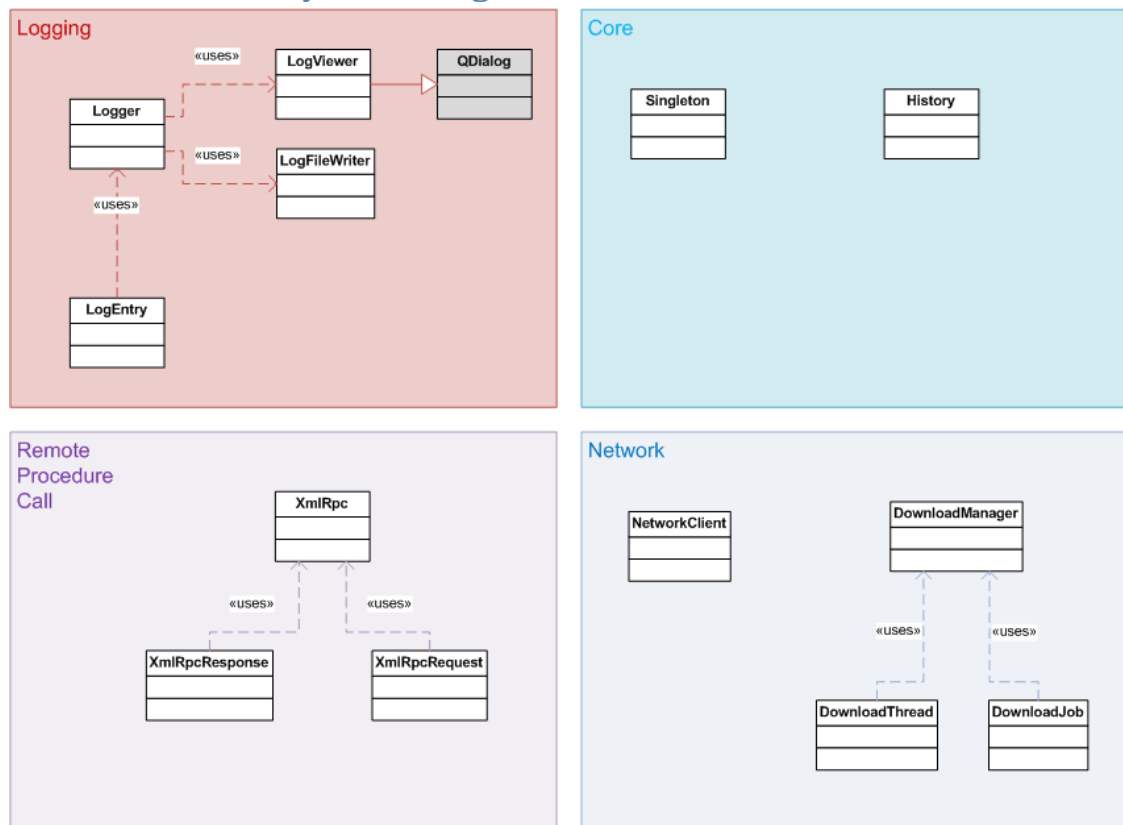 Logging
«uses»
LogViewer
QDialog
Logger
«uses»
LogFileWriter
«uses»
LogEntry
Core
Singleton
History
Remote
Procedure
Call
XmlRpc
«uses»
«uses»
XmlRpcResponse
XmlRpcRequest
Network
NetworkClient
DownloadManager
«uses»
«uses»
DownloadThread
DownloadJob